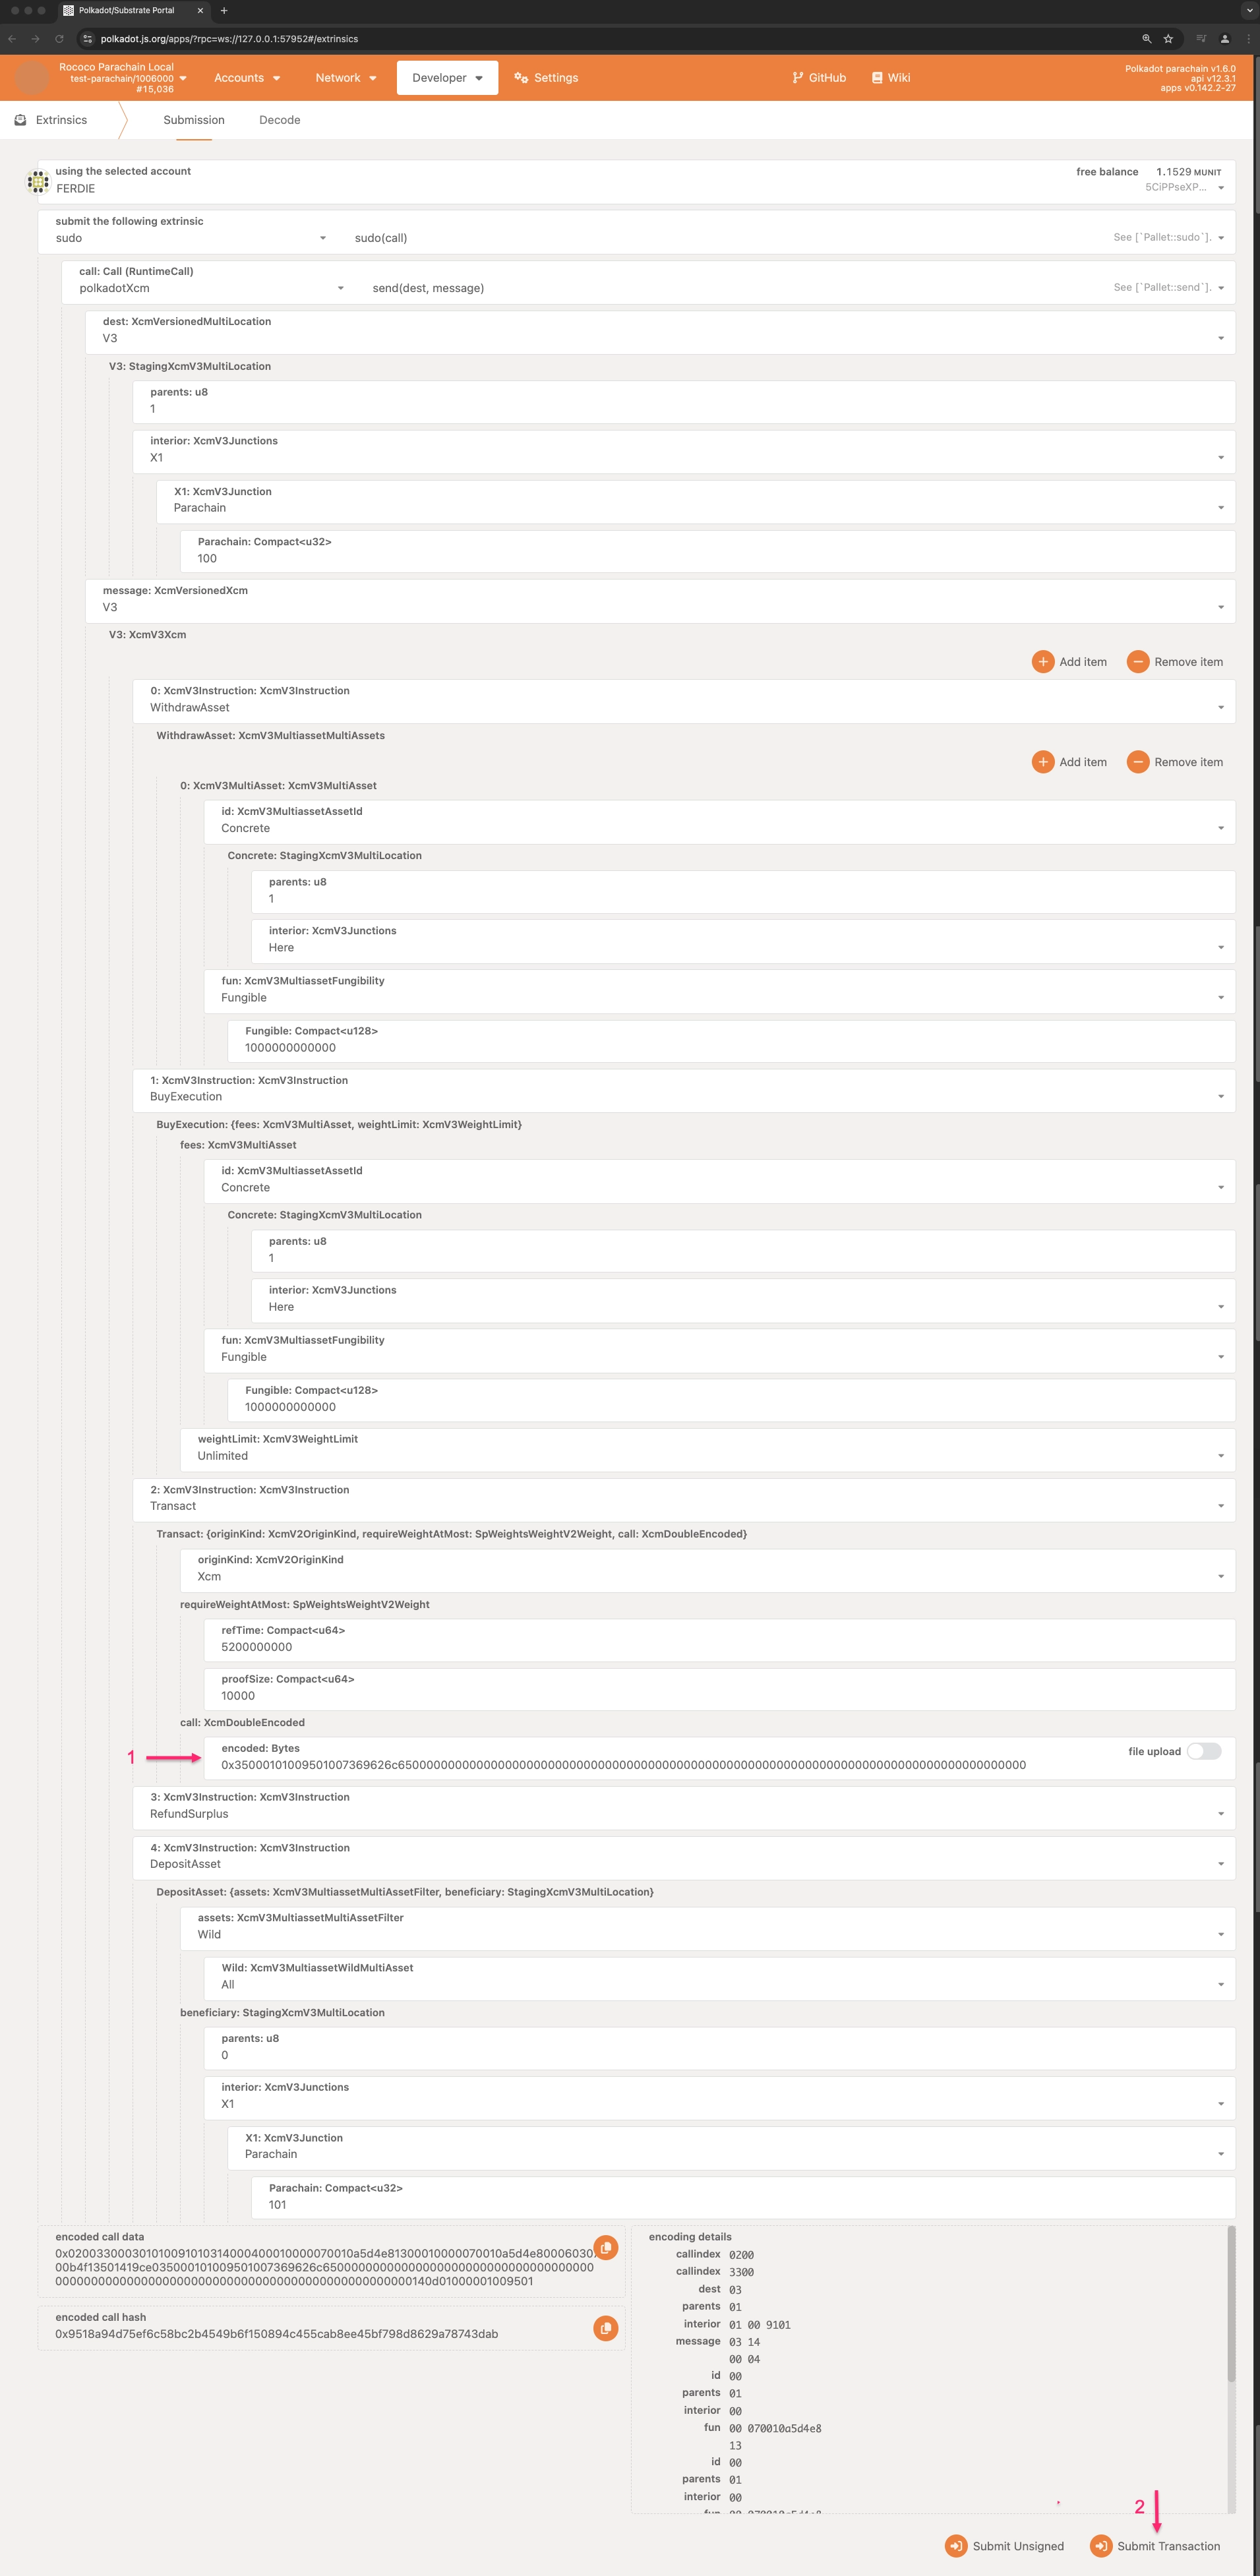 Polkadot/Substrate Portal
polkadot.js.org/apps/?rpc=ws://127.0.0.1:57952#/extrinsics
Rococo Parachain Local
test-parachain/1006000
#15,036
Accounts
Network
Developer
Settings
GitHub
Wiki
Polkadot parachain v1.6.0
api v12.3.1
apps v0.142.2-27
Extrinsics
Submission
Decode
using the selected account
FERDIE
free balance 1.1529 MUNIT
5CiPPseXP...
submit the following extrinsic
sudo
sudo(call)
See [`Pallet::sudo`].
call: Call (RuntimeCall)
polkadotXcm
send(dest, message)
See [`Pallet::send`].
dest: XcmVersionedMultiLocation
V3
V3: StagingXcmV3MultiLocation
parents: u8
1
interior: XcmV3Junctions
X1
X1: XcmV3Junction
Parachain
Parachain: Compact<u32>
100
message: XcmVersionedXcm
V3
V3: XcmV3Xcm
Add item
Remove item
0: XcmV3Instruction: XcmV3Instruction
WithdrawAsset
WithdrawAsset: XcmV3MultiassetMultiAssets
Add item
Remove item
0: XcmV3MultiAsset: XcmV3MultiAsset
id: XcmV3MultiassetAssetId
Concrete
Concrete: StagingXcmV3MultiLocation
parents: u8
1
interior: XcmV3Junctions
Here
fun: XcmV3MultiassetFungibility
Fungible
Fungible: Compact<u128>
1000000000000
1: XcmV3Instruction: XcmV3Instruction
BuyExecution
BuyExecution: {fees: XcmV3MultiAsset, weightLimit: XcmV3WeightLimit}
fees: XcmV3MultiAsset
id: XcmV3MultiassetAssetId
Concrete
Concrete: StagingXcmV3MultiLocation
parents: u8
1
interior: XcmV3Junctions
Here
fun: XcmV3MultiassetFungibility
Fungible
Fungible: Compact<u128>
1000000000000
weightLimit: XcmV3WeightLimit
Unlimited
2: XcmV3Instruction: XcmV3Instruction
Transact
Transact: {originKind: XcmV2OriginKind, requireWeightAtMost: SpWeightsWeightV2Weight, call: XcmDoubleEncoded}
originKind: XcmV2OriginKind
Xcm
requireWeightAtMost: SpWeightsWeightV2Weight
refTime: Compact<u64>
5200000000
proofSize: Compact<u64>
10000
call: XcmDoubleEncoded
1
encoded: Bytes
file upload
3: XcmV3Instruction: XcmV3Instruction
RefundSurplus
4: XcmV3Instruction: XcmV3Instruction
DepositAsset
DepositAsset: {assets: XcmV3MultiassetMultiAssetFilter, beneficiary: StagingXcmV3MultiLocation}
assets: XcmV3MultiassetMultiAssetFilter
Wild
Wild: XcmV3MultiassetWildMultiAsset
All
beneficiary: StagingXcmV3MultiLocation
parents: u8
0
interior: XcmV3Junctions
X1
X1: XcmV3Junction
Parachain
Parachain: Compact<u32>
101
encoded call data
encoded call hash
0x9518a94d75ef6c58bc2b4549b6f150894c455cab8ee45bf798d8629a78743dab
encoding details
callindex 0200
callindex 3300
dest 03
parents 01
interior 01 00 9101
message 03 14
00 04
id 00
parents 01
interior 00
fun 00 070010a5d4e8
13
id 00
parents 01
interior 00
2
Submit Unsigned
Submit Transaction